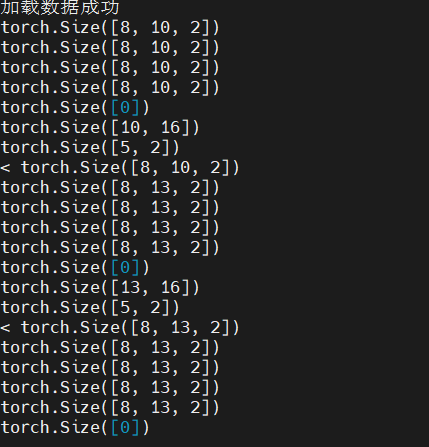 加载数据成功
torch.Size([8, 10, 2])
torch.Size([8, 10, 2])
torch.Size([8, 10, 2])
torch.Size([8, 10, 2])
torch.Size([0])
torch.Size([10, 16])
torch.Size([5, 2])
< torch.Size([8, 10, 2])
torch.Size([8, 13, 2])
torch.Size([8, 13, 2])
torch.Size([8, 13, 2])
torch.Size([8, 13, 2])
torch.Size([0])
torch.Size([13, 16])
torch.Size([5, 2])
< torch.Size([8, 13, 2])
torch.Size([8, 13, 2])
torch.Size([8, 13, 2])
torch.Size([8, 13, 2])
torch.Size([8, 13, 2])
torch.Size([0])